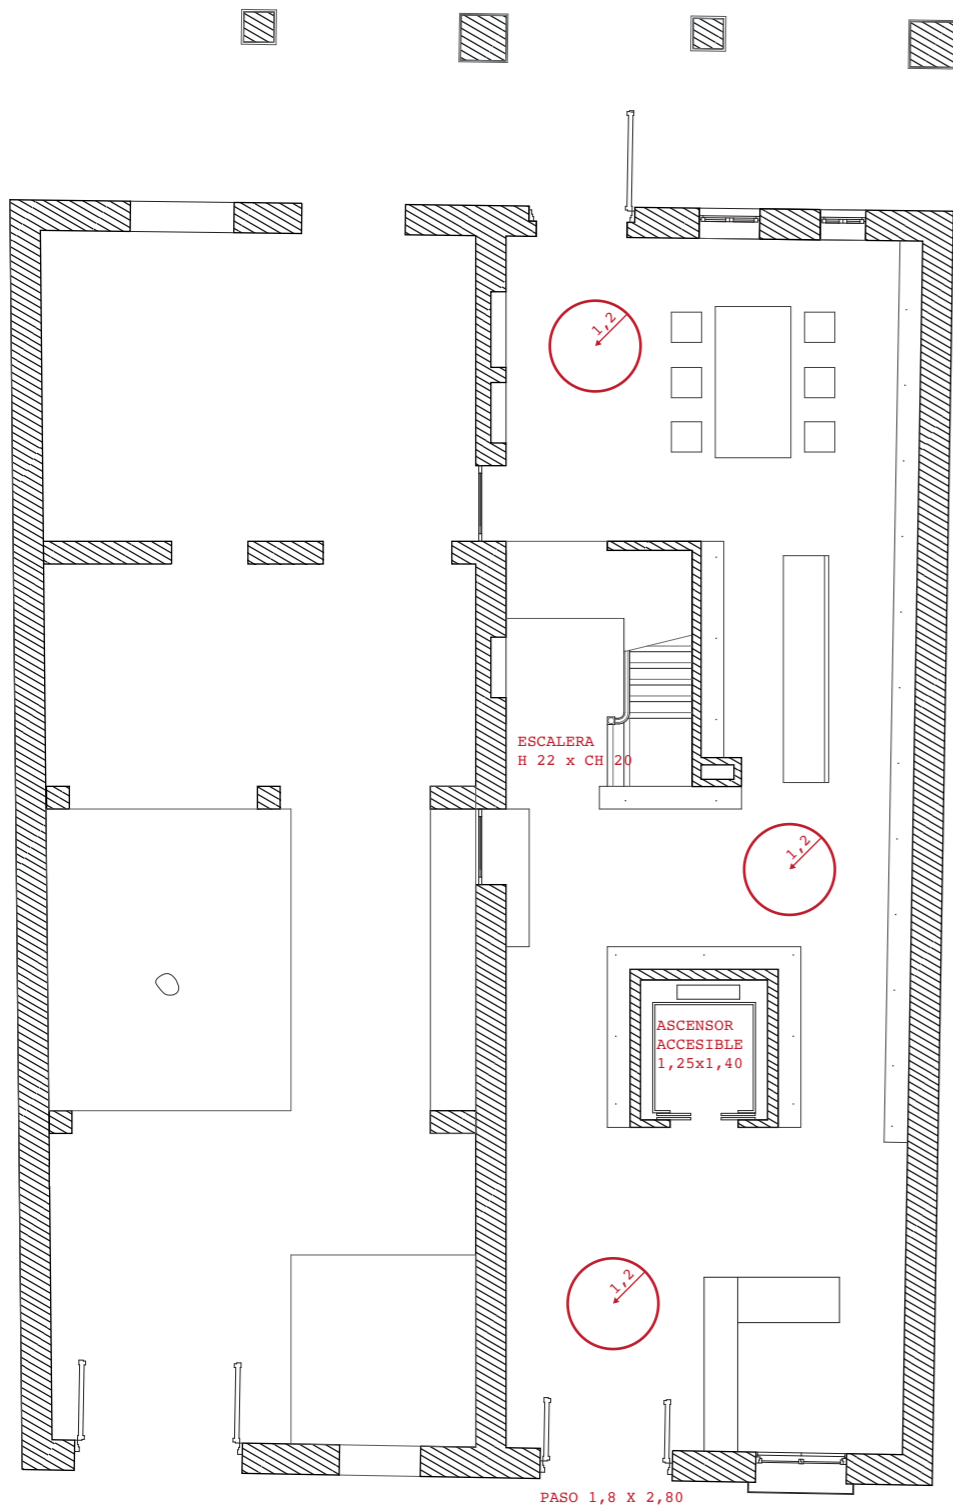 1,2
ESCALERA
H 22 x CH 20
1,2
ASCENSOR
ACCESIBLE
1,25x1,40
1,2
PASO 1,8 X 2,80